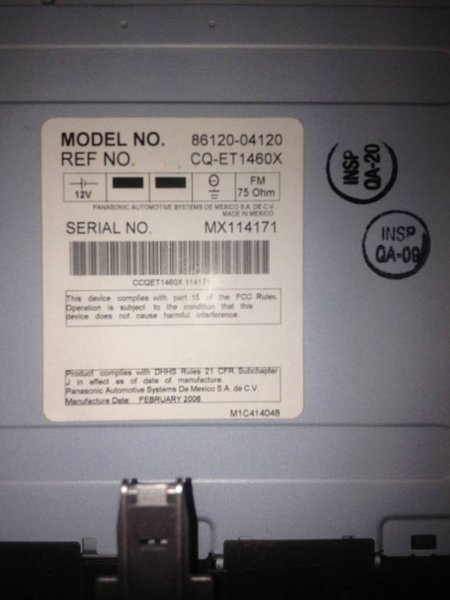 MODEL NO. 86120-04120
REF NO. CQ-ET1460X
12V
FM
75 Ohm
PANASONIC AUTOMOTIVE SYSTEMS DE MEXICO S.A. DE C.V.
MADE IN MEXICO
SERIAL NO. MX114171
CCQET1460X 114171
This device complies with part 15 of the FCC Rules
Operation is subject to the condition that this
device does not cause harmful interference.
Product complies with DHHS Rules 21 CFR Subchapter
J in effect as of date of manufacture.
Panasonic Automotive Systems De Mexico S.A. de C.V.
Manufacture Date: FEBRUARY 2006
M1C414048
INSP
QA-20
INSP
QA-09